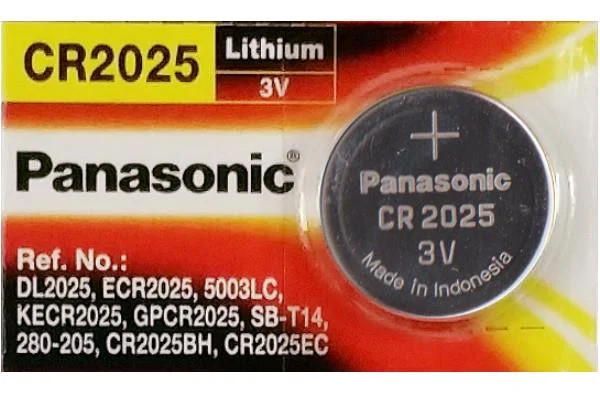 CR2025
Lithium
3V
Panasonic®
Ref. No.:
DL2025, ECR2025, 5003LC,
KECR2025, GPCR2025, SB-T14,
280-205, CR2025BH, CR2025EC
+
Panasonic
CR 2025
3V
Made in Indonesia